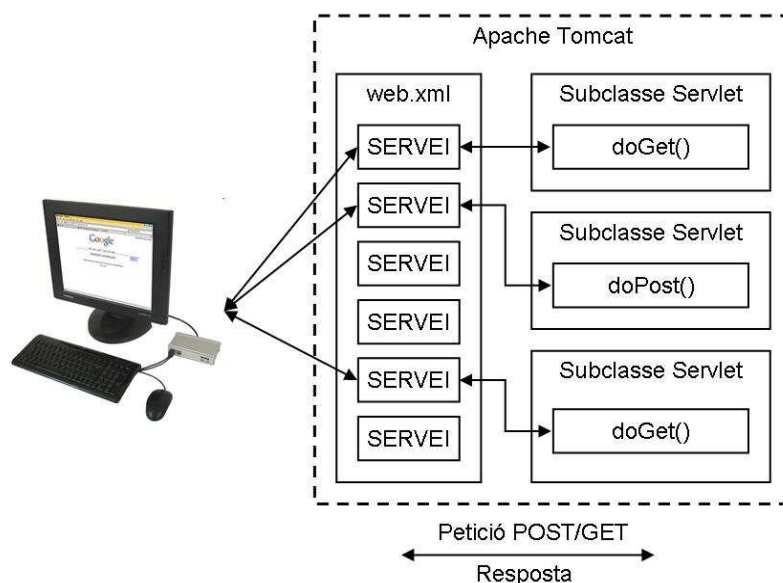 Apache Tomcat
web.xml
SERVEI
SERVEI
SERVEI
SERVEI
SERVEI
SERVEI
Subclasse Servlet
doGet()
Subclasse Servlet
doPost()
Subclasse Servlet
doGet()
Google
Petició POST/GET
Resposta